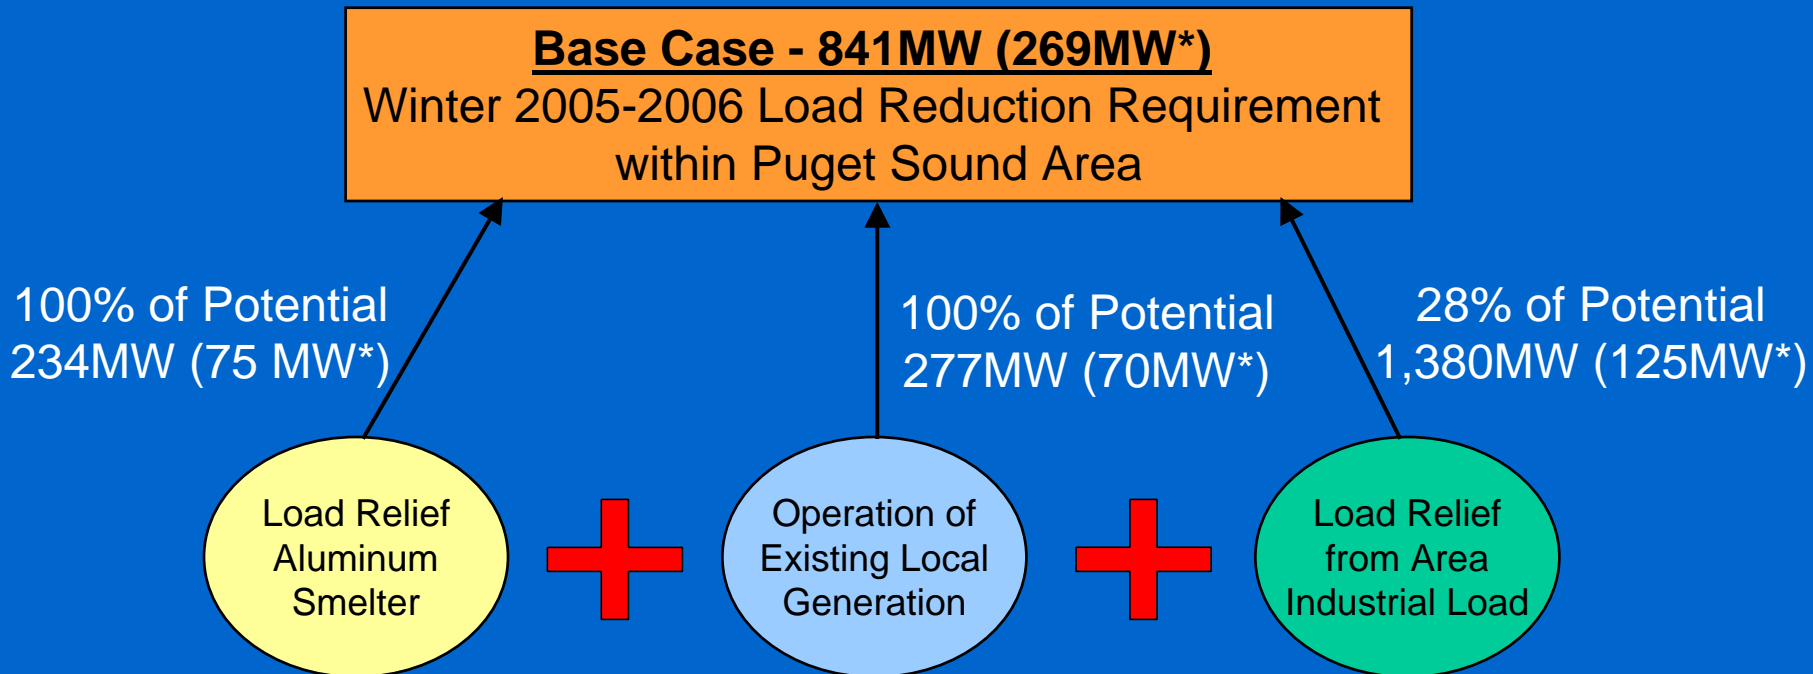 Base Case - 841MW (269MW*)
Winter 2005-2006 Load Reduction Requirement
within Puget Sound Area
100% of Potential
234MW (75 MW*)
100% of Potential
277MW (70MW*)
28% of Potential
1,380MW (125MW*)
Load Relief
Aluminum
Smelter
Operation of
Existing Local
Generation
Load Relief
from Area
Industrial Load